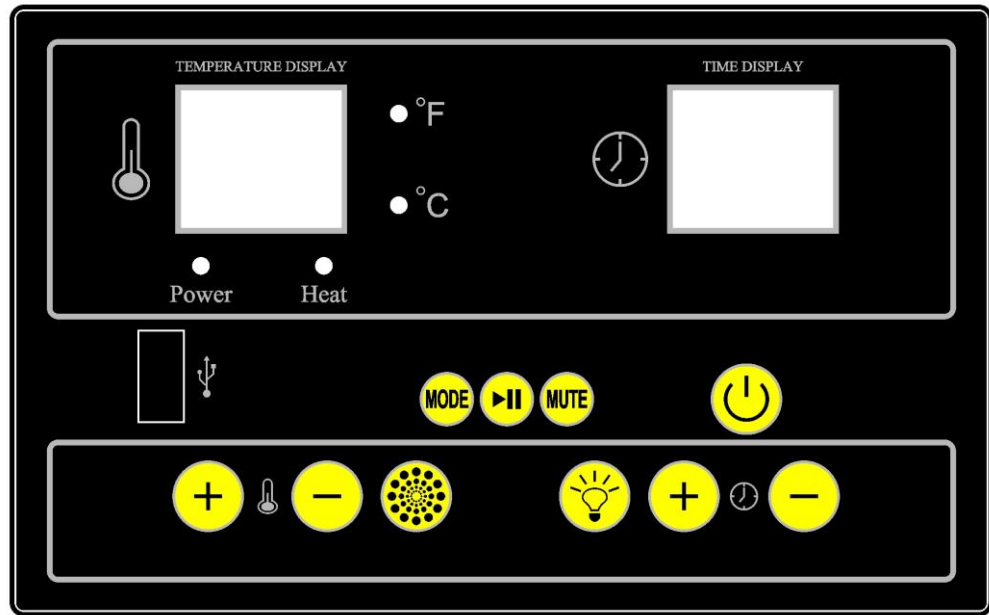 TEMPERATURE DISPLAY
TIME DISPLAY
°F
°C
Power
Heat
MODE
MUTE